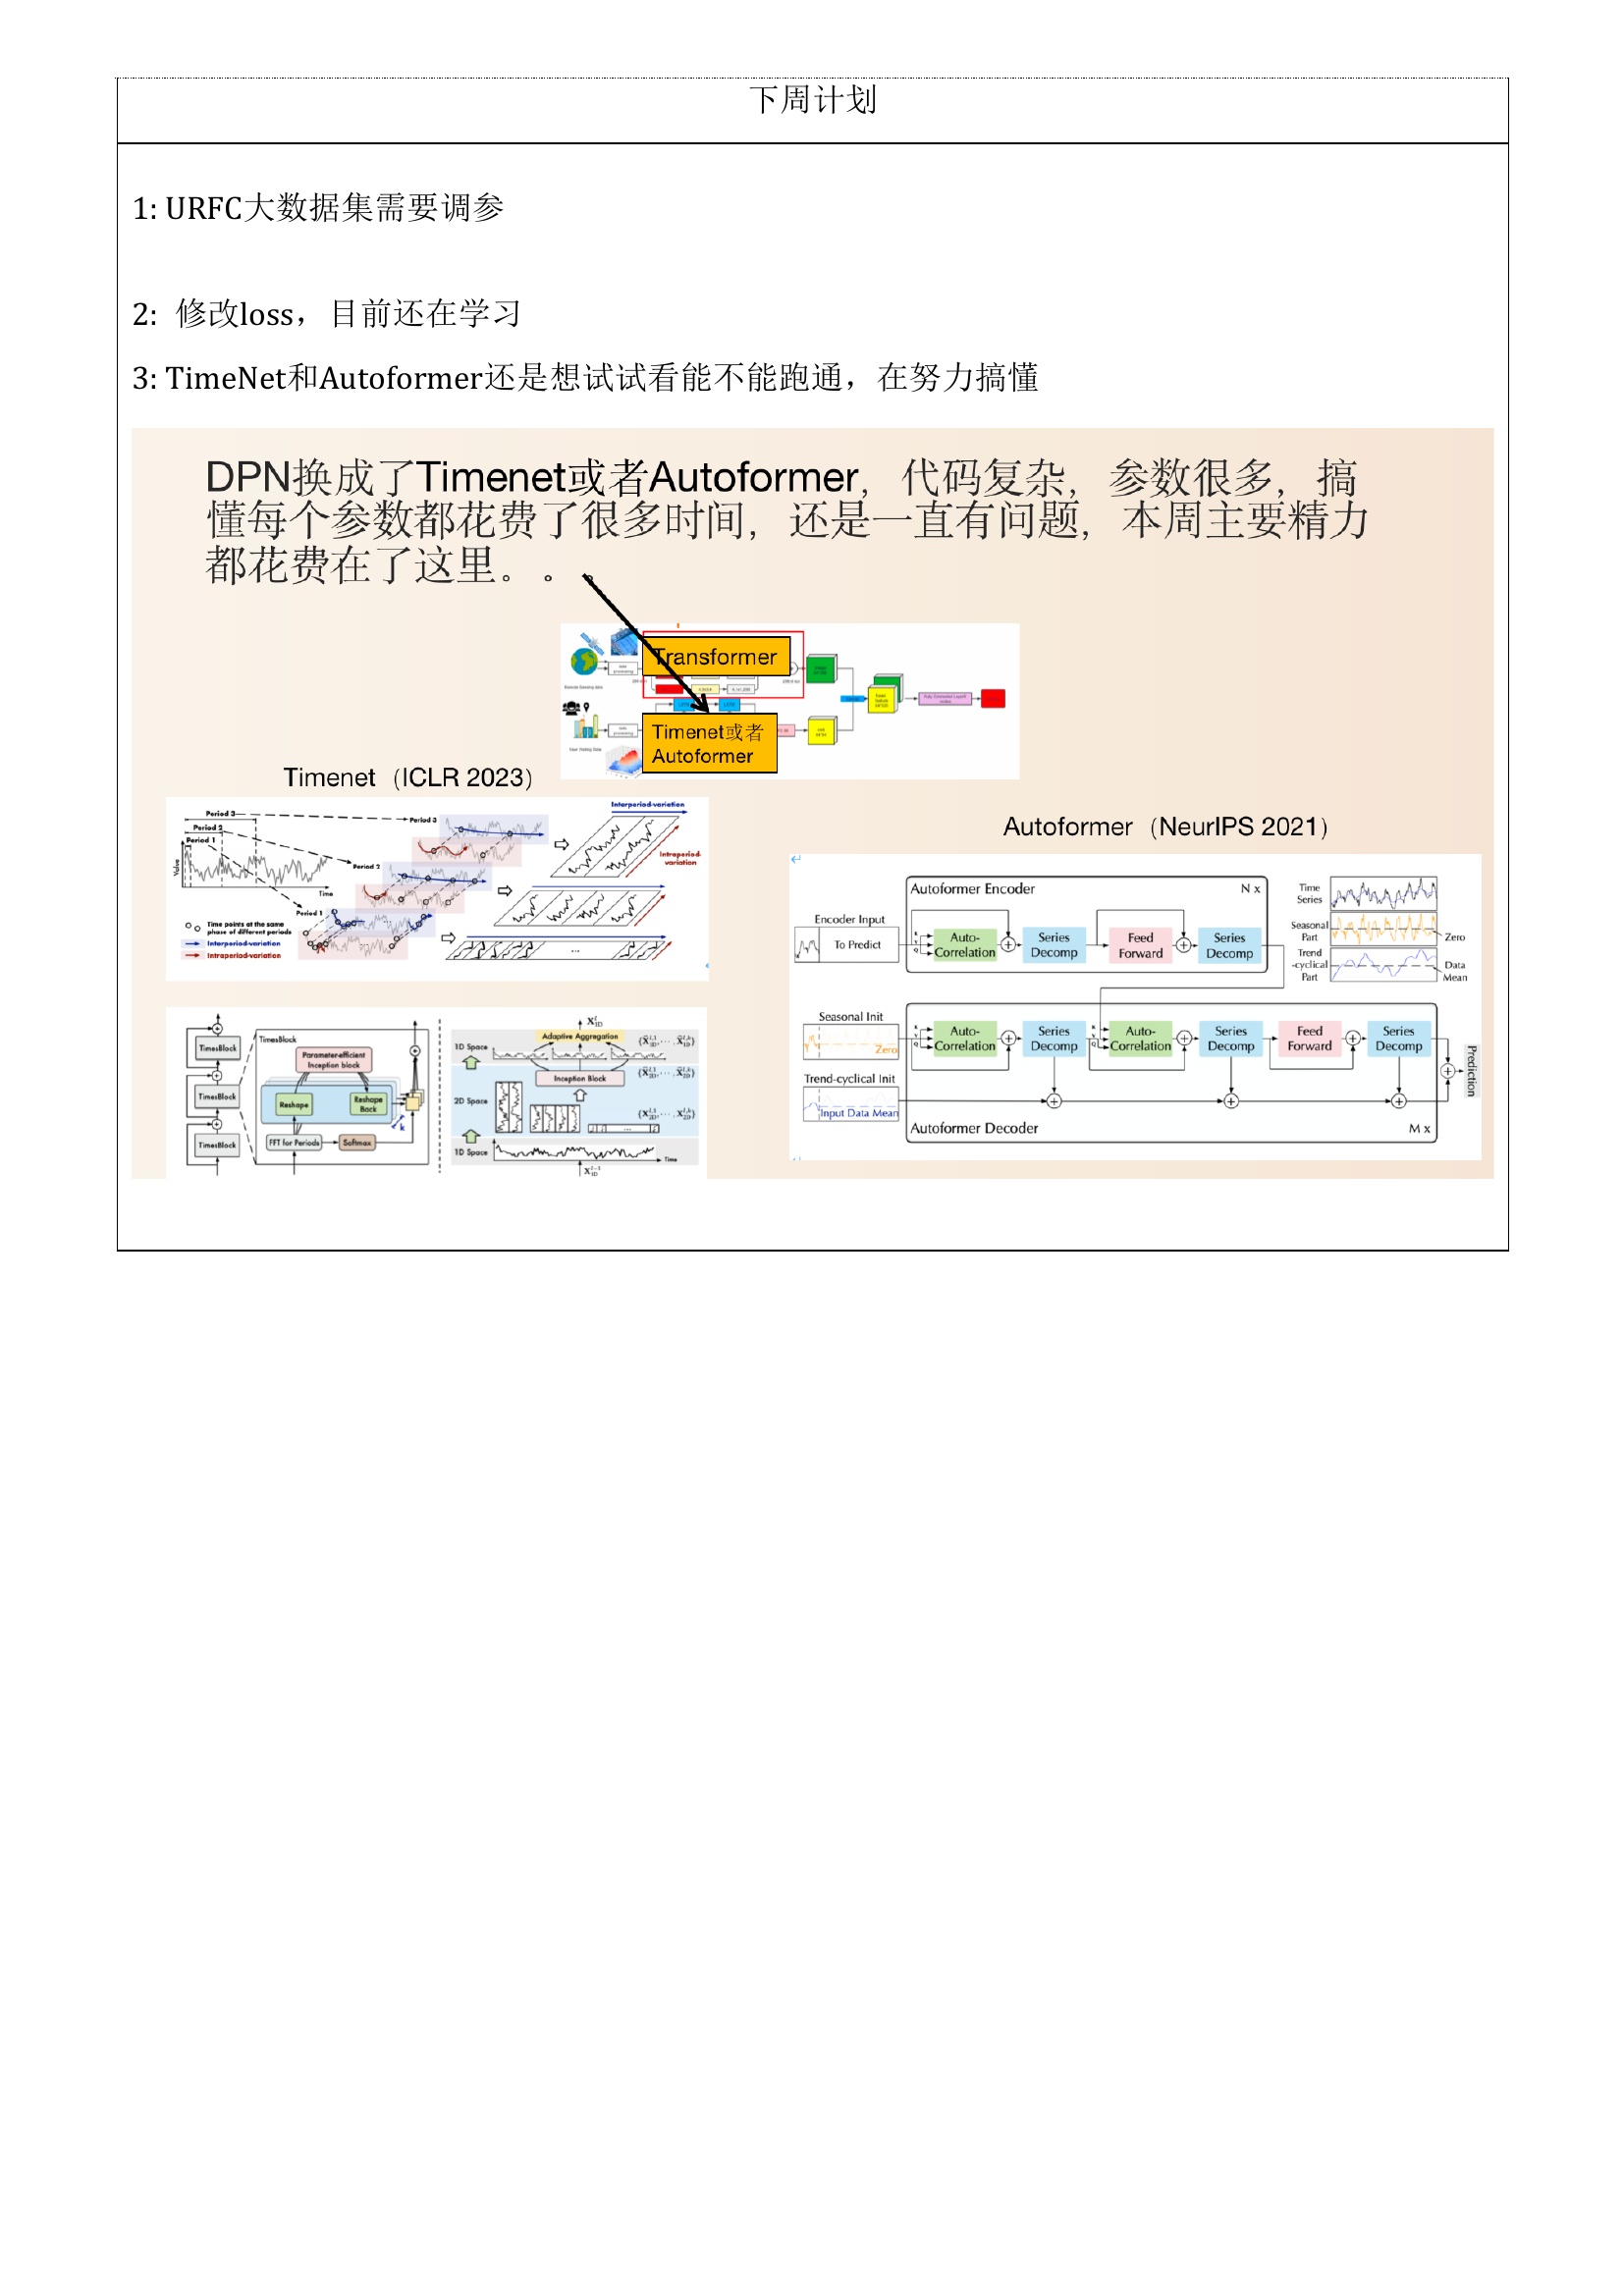 下周计划
1: URFC大数据集需要调参
2: 修改loss，目前还在学习
3: TimeNet和Autoformer还是想试试看能不能跑通，在努力搞懂
DPN换成了Timenet或者Autoformer，代码复杂，参数很多，搞
懂每个参数都花费了很多时间，还是一直有问题，本周主要精力
都花费在了这里。。。
Transformer
Timenet或者
Autoformer
Timenet（ICLR 2023）
Period 3
Period 2
Period 1
Value
Time
Period 3
Period 2
Period 1
Interperiod-variation
Intraperiod-
variation
Time points at the same
phase of different periods
Interperiod-variation
Intraperiod-variation
TimesBlock
TimesBlock
TimesBlock
TimesBlock
Parameter-efficient
Inception block
Reshape
Reshape
Back
k
FFT for Periods
Softmax
1D Space
Adaptive Aggregation
Inception Block
2D Space
1D Space
Time
Autoformer（NeurIPS 2021）
Autoformer Encoder
N x
Encoder Input
To Predict
Auto-
Correlation
Series
Decomp
Feed
Forward
Series
Decomp
Time
Series
Seasonal
Part
Zero
Trend
-cyclical
Part
Data
Mean
Seasonal Init
Zero
Auto-
Correlation
Series
Decomp
Auto-
Correlation
Series
Decomp
Feed
Forward
Series
Decomp
Prediction
Trend-cyclical Init
Input Data Mean
Autoformer Decoder
M x